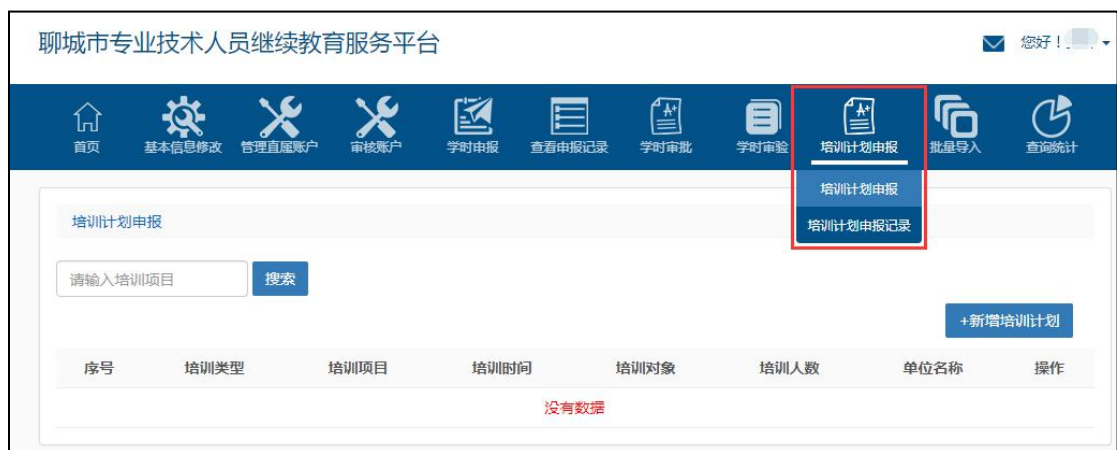 聊城市专业技术人员继续教育服务平台
您好！
首页 基本信息修改 管理直属账户 审核账户 学时申报 查看申报记录 学时审批 学时审验 培训计划申报 批量导入 查询统计
培训计划申报
培训计划申报记录
培训计划申报
请输入培训项目 搜索
+新增培训计划
序号 培训类型 培训项目 培训时间 培训对象 培训人数 单位名称 操作
没有数据